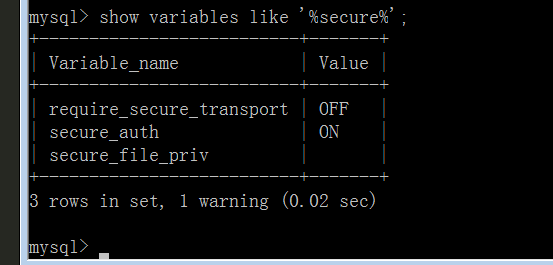 mysql> show variables like '%secure%';
+--------------------------+-------+
| Variable_name            | Value |
+--------------------------+-------+
| require_secure_transport | OFF   |
| secure_auth              | ON    |
| secure_file_priv         |       |
+--------------------------+-------+
3 rows in set, 1 warning (0.02 sec)
mysql>